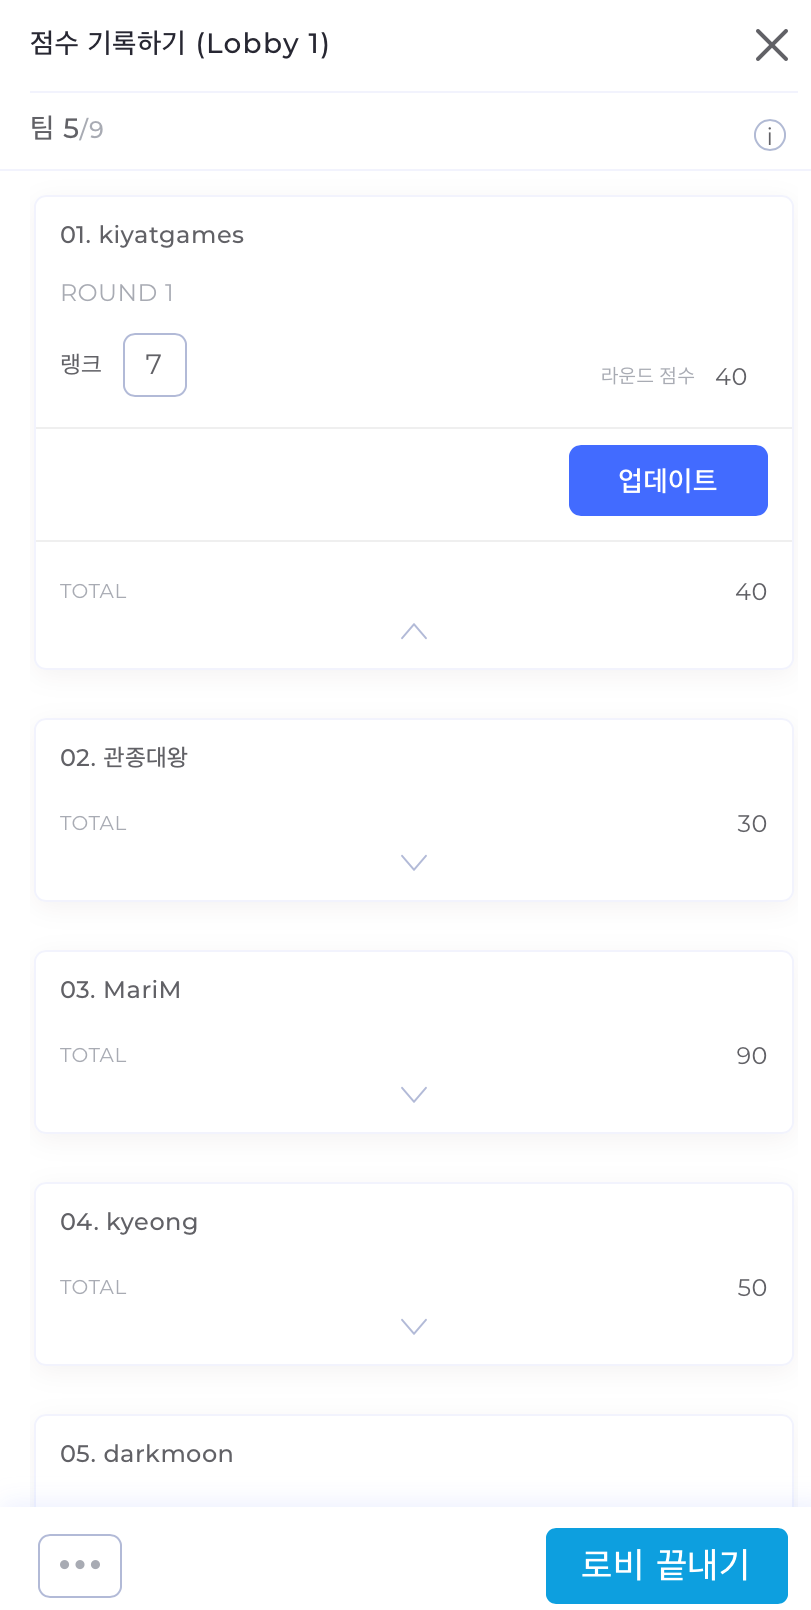 점수 기록하기 (Lobby 1)
팀 5/9
01. kiyatgames
ROUND 1
랭크 7 라운드 점수 40
업데이트
TOTAL 40
02. 관종대왕
TOTAL 30
03. MariM
TOTAL 90
04. kyeong
TOTAL 50
05. darkmoon
로비 끝내기